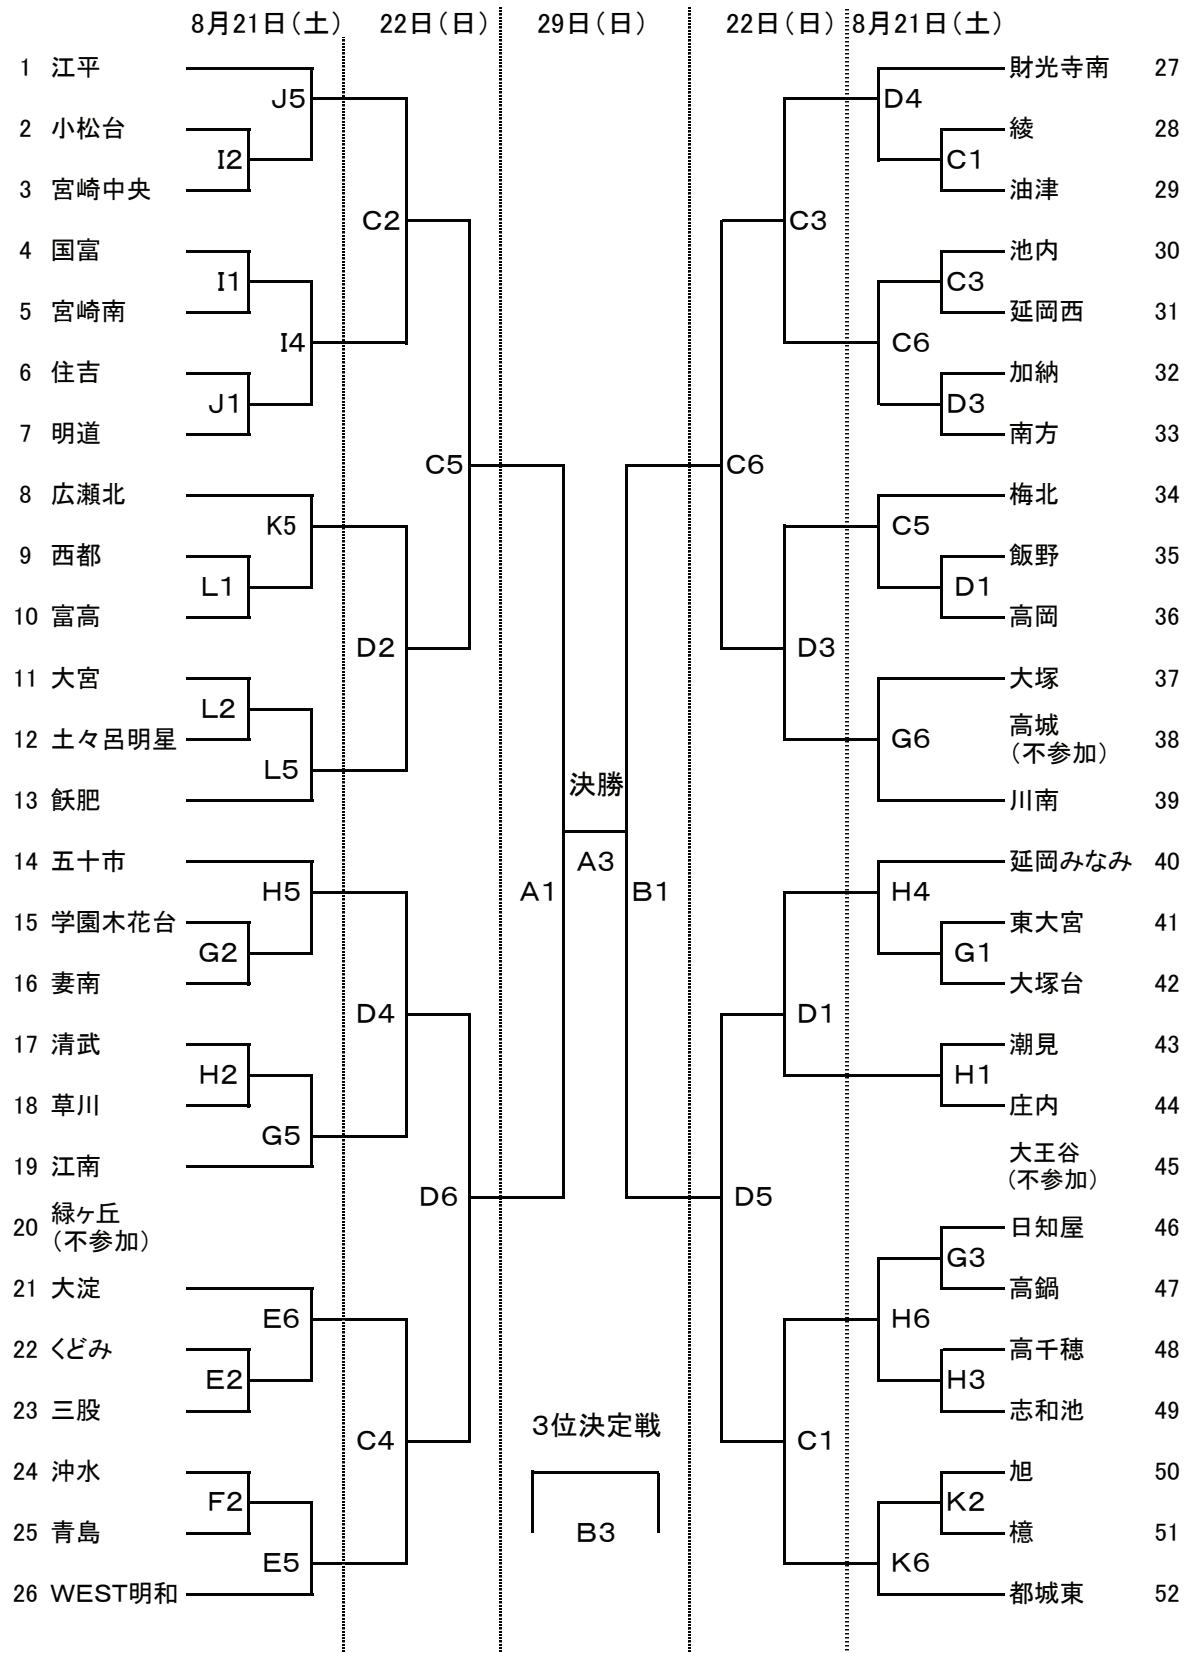 8月21日(土) 22日(日) 29日(日) 22日(日) 8月21日(土)
1 江平 財光寺南 27
J5 D4
2 小松台 綾 28
I2 C1
3 宮崎中央 油津 29
C2 C3
4 国富 池内 30
I1 C3
5 宮崎南 延岡西 31
I4 C6
6 住吉 加納 32
J1 D3
7 明道 南方 33
C5 C6
8 広瀬北 梅北 34
K5 C5
9 西都 飯野 35
L1 D1
10 富高 高岡 36
D2 D3
11 大宮 大塚 37
L2
12 土々呂明星 G6 高城 38
(不参加)
L5
決勝
13 飫肥 川南 39
14 五十市 A3 延岡みなみ 40
H5 A1 B1 H4
15 学園木花台 東大宮 41
G2 G1
16 妻南 大塚台 42
D4 D1
17 清武 潮見 43
H2 H1
18 草川 庄内 44
G5
19 江南 大王谷 45
(不参加)
D6 D5
20 緑ヶ丘 日知屋 46
(不参加)
G3
21 大淀 高鍋 47
E6 H6
22 くどみ 高千穂 48
E2 H3
23 三股 志和池 49
3位決定戦
C4 C1
24 沖水 旭 50
F2 K2
25 青島 B3 檍 51
E5 K6
26 WEST明和 都城東 52